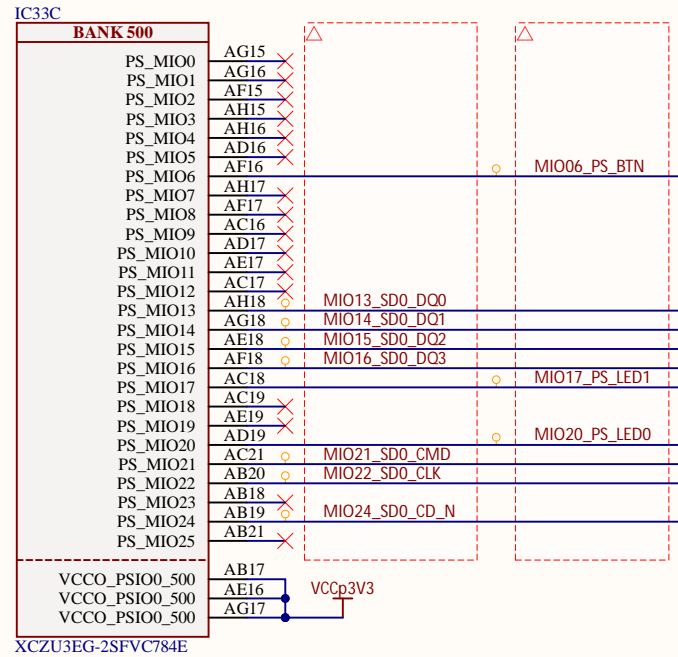 IC33C
BANK 500
PS_MIO0 AG15
PS_MIO1 AG16
PS_MIO2 AF15
PS_MIO3 AH15
PS_MIO4 AH16
PS_MIO5 AD16
PS_MIO6 AF16 MIO06_PS_BTN
PS_MIO7 AH17
PS_MIO8 AF17
PS_MIO9 AC16
PS_MIO10 AD17
PS_MIO11 AE17
PS_MIO12 AC17
PS_MIO13 AH18 MIO13_SD0_DQ0
PS_MIO14 AG18 MIO14_SD0_DQ1
PS_MIO15 AE18 MIO15_SD0_DQ2
PS_MIO16 AF18 MIO16_SD0_DQ3
PS_MIO17 AC18 MIO17_PS_LED1
PS_MIO18 AC19
PS_MIO19 AE19
PS_MIO20 AD19 MIO20_PS_LED0
PS_MIO21 AC21 MIO21_SD0_CMD
PS_MIO22 AB20 MIO22_SD0_CLK
PS_MIO23 AB18
PS_MIO24 AB19 MIO24_SD0_CD_N
PS_MIO25 AB21
VCCO_PSIO0_500 AB17
VCCO_PSIO0_500 AE16 VCCp3V3
VCCO_PSIO0_500 AG17
XCZU3EG-2SFVC784E